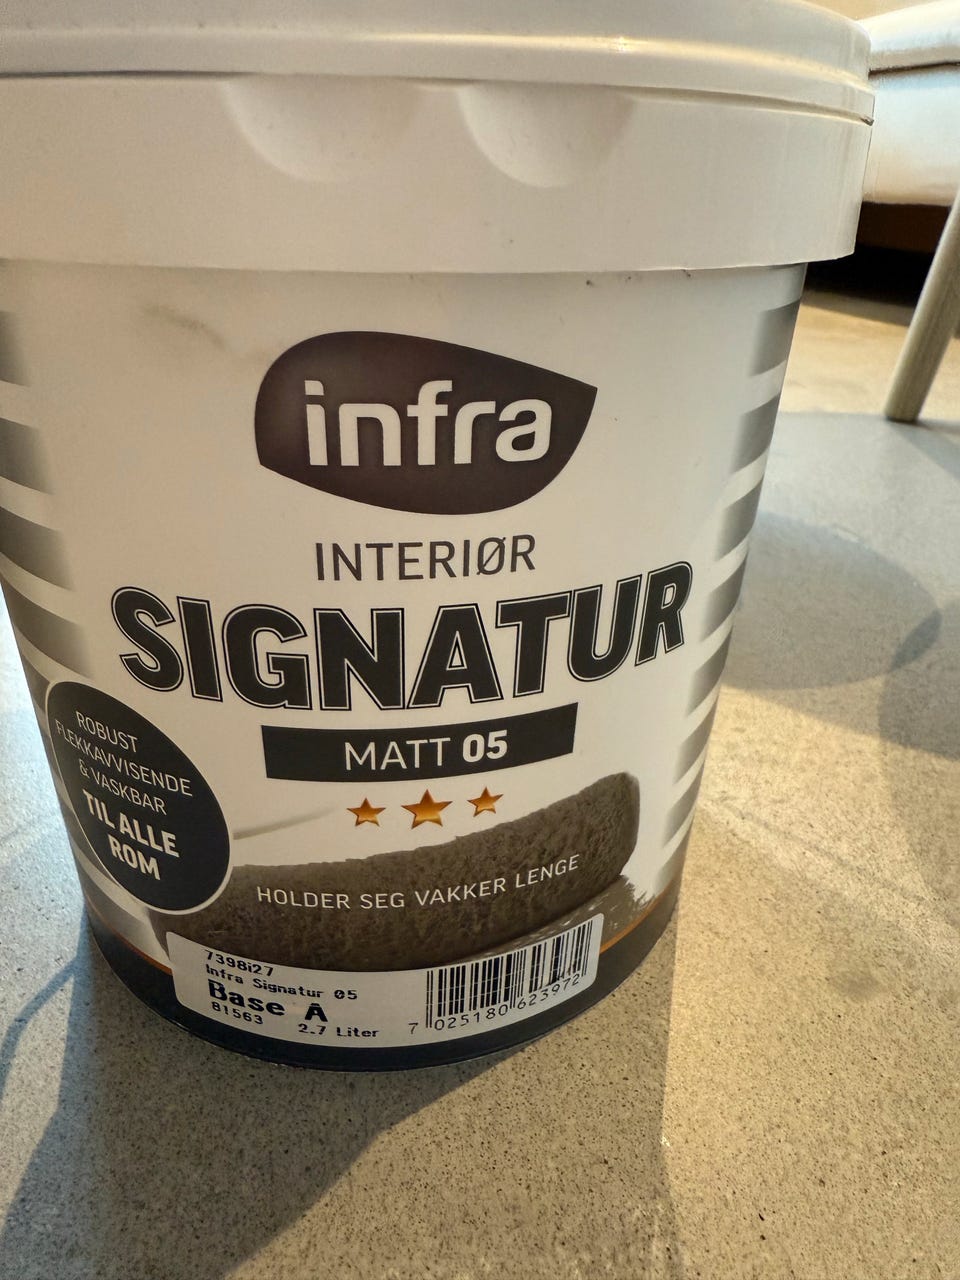 infra
INTERIØR
SIGNATUR
MATT 05
ROBUST
FLEKKAVVISENDE
& VASKBAR
TIL ALLE
ROM
HOLDER SEG VAKKER LENGE
7398i27
Infra Signatur 05
Base A
81563 2.7 Liter
7 025180 623972